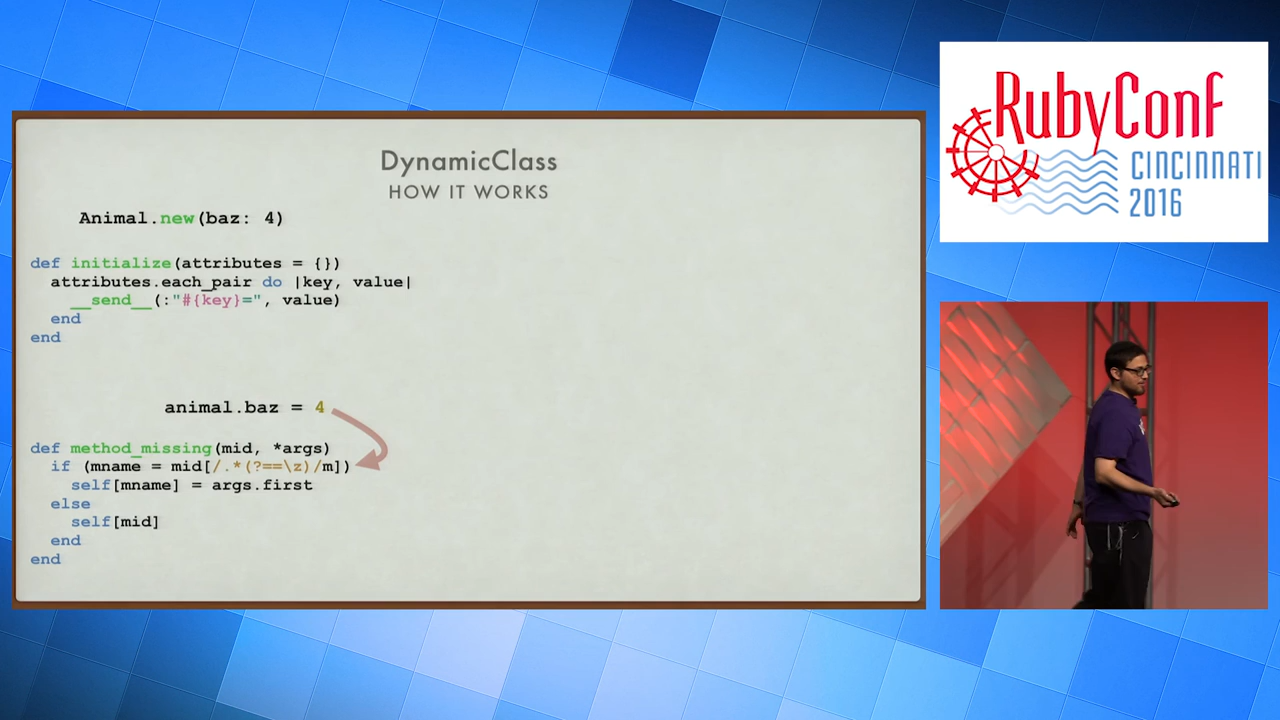 DynamicClass
HOW IT WORKS
Animal.new(baz: 4)
def initialize(attributes = {})
attributes.each_pair do |key, value|
__send__(:"#{key}=", value)
end
end
animal.baz = 4
def method_missing(mid, *args)
if (mname = mid[/.*(?==\z)/m])
self[mname] = args.first
else
self[mid]
end
end
RubyConf
CINCINNATI
2016